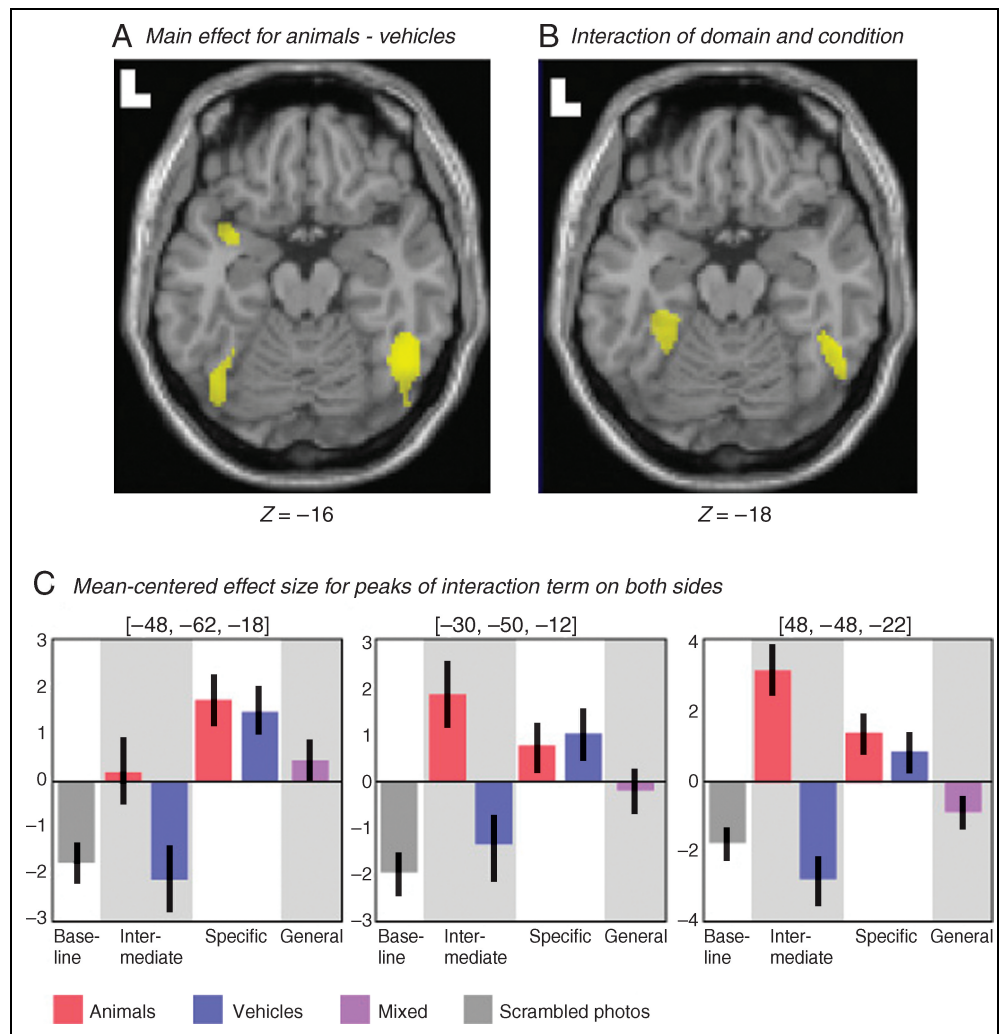 A Main effect for animals - vehicles
B Interaction of domain and condition
L
L
Z = −16
Z = −18
C Mean-centered effect size for peaks of interaction term on both sides
[−48, −62, −18]
3
2
1
0
−1
−2
−3
Base-
line
Inter-
mediate
Specific
General
[−30, −50, −12]
3
2
1
0
−1
−2
−3
Base-
line
Inter-
mediate
Specific
General
[48, −48, −22]
4
2
0
−2
−4
Base-
line
Inter-
mediate
Specific
General
Animals
Vehicles
Mixed
Scrambled photos